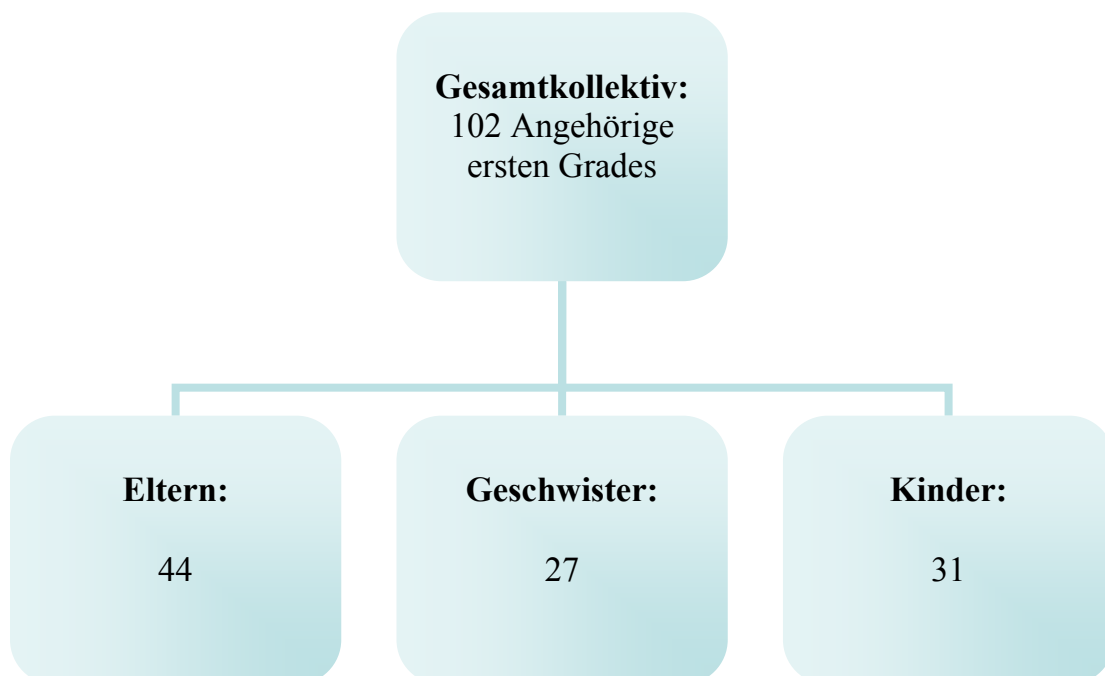 Gesamtkollektiv:
102 Angehörige
ersten Grades
Eltern:
44
Geschwister:
27
Kinder:
31